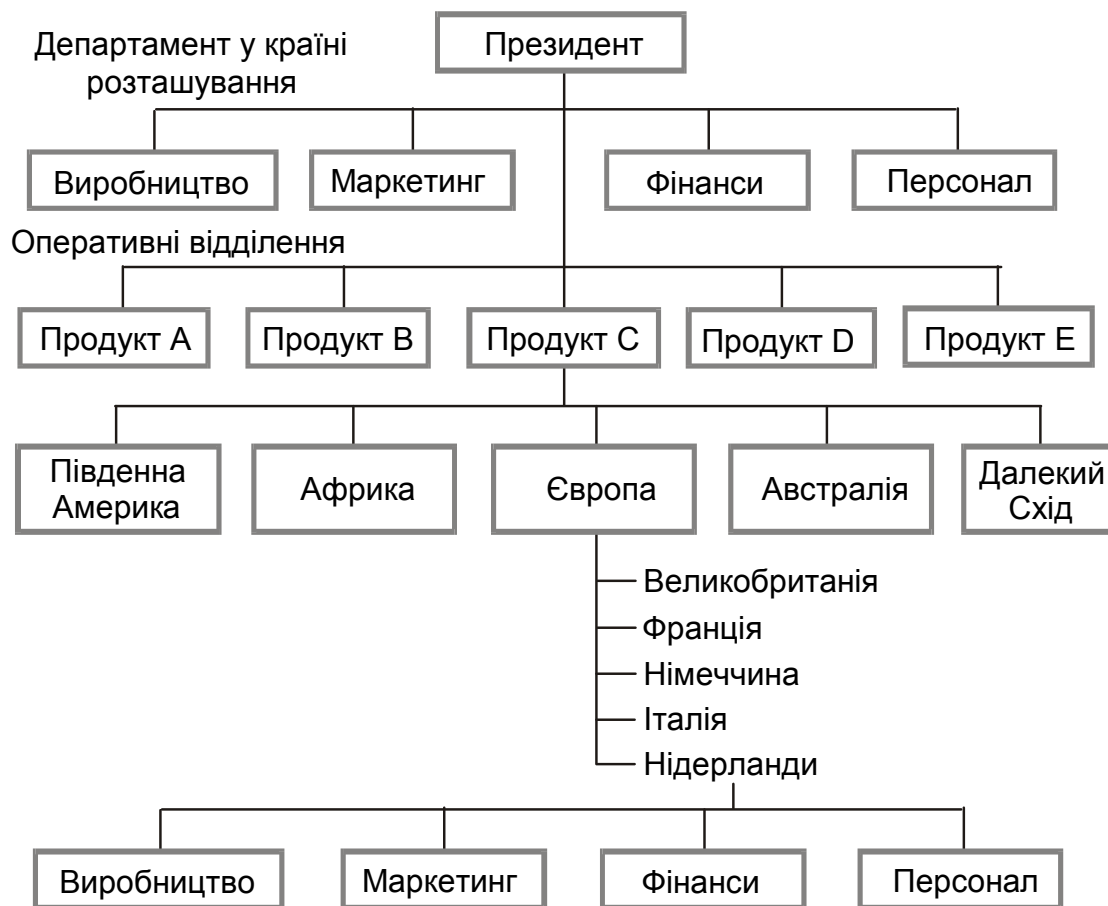 Департамент у країні
розташування
Президент
Виробництво
Маркетинг
Фінанси
Персонал
Оперативні відділення
Продукт А
Продукт В
Продукт С
Продукт D
Продукт Е
Південна
Америка
Африка
Європа
Австралія
Далекий
Схід
Великобританія
Франція
Німеччина
Італія
Нідерланди
Виробництво
Маркетинг
Фінанси
Персонал